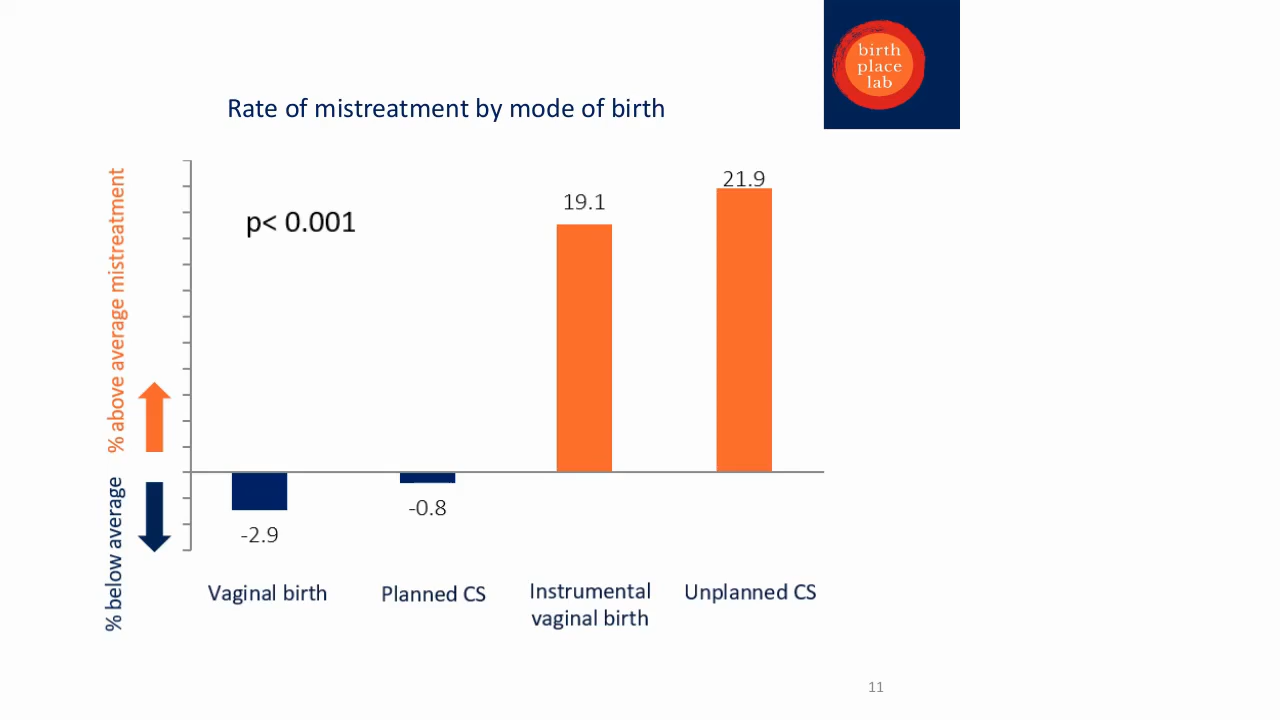 birth
place
lab
Rate of mistreatment by mode of birth
% above average mistreatment
% below average
p< 0.001
-2.9
-0.8
19.1
21.9
Vaginal birth
Planned CS
Instrumental
vaginal birth
Unplanned CS
11